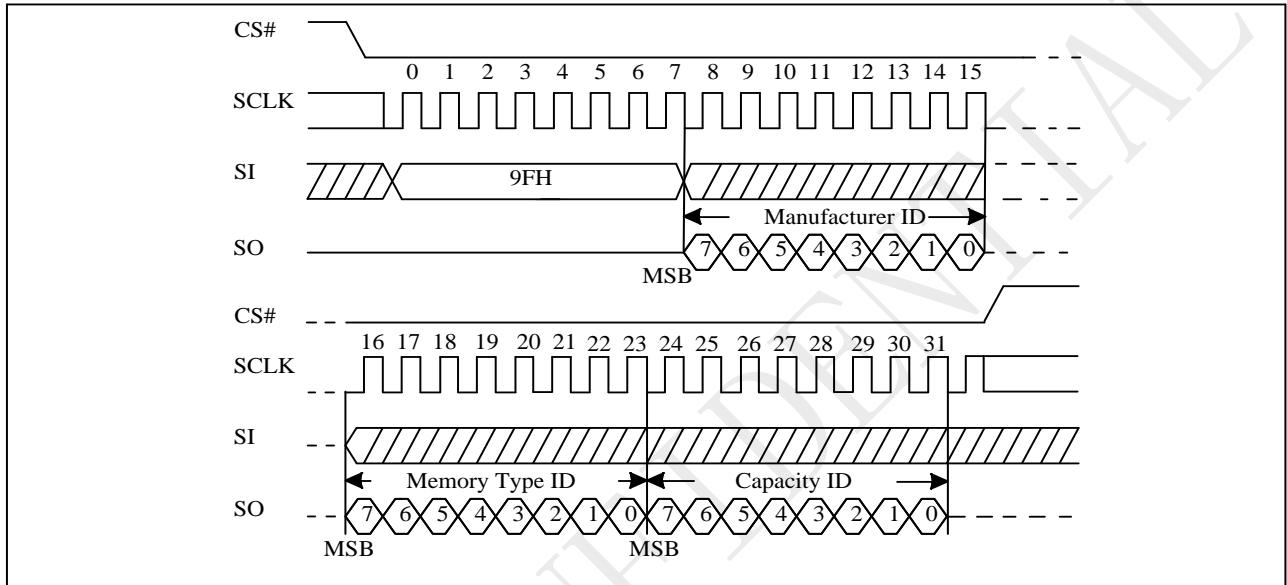 CS#
0 1 2 3 4 5 6 7 8 9 10 11 12 13 14 15
SCLK
SI
9FH
Manufacturer ID
SO
7 6 5 4 3 2 1 0
MSB
CS#
16 17 18 19 20 21 22 23 24 25 26 27 28 29 30 31
SCLK
SI
Memory Type ID Capacity ID
SO
7 6 5 4 3 2 1 0 7 6 5 4 3 2 1 0
MSB MSB